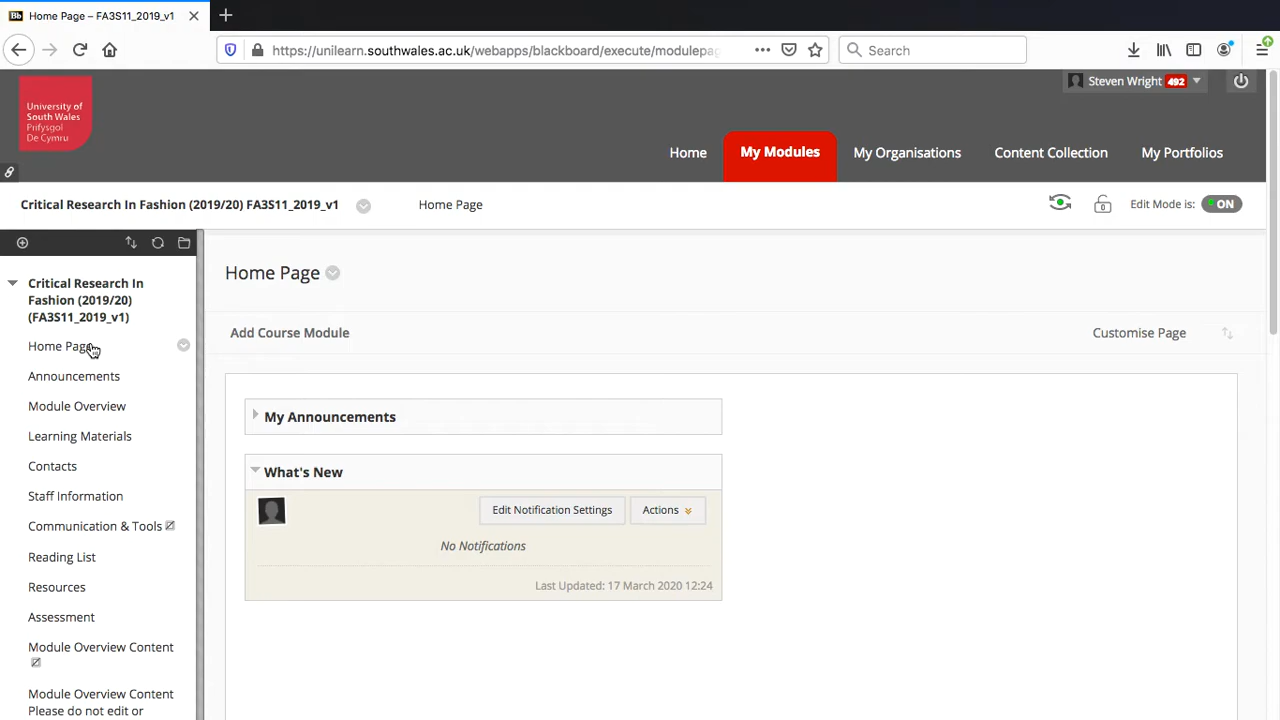 Bb Home Page – FA3S11_2019_v1
https://unilearn.southwales.ac.uk/webapps/blackboard/execute/modulepag
Search
University of
South Wales
Prifysgol
De Cymru
Steven Wright 492
Home My Modules My Organisations Content Collection My Portfolios
Critical Research In Fashion (2019/20) FA3S11_2019_v1 Home Page Edit Mode is: ON
Critical Research In
Fashion (2019/20)
(FA3S11_2019_v1)
Home Page
Announcements
Module Overview
Learning Materials
Contacts
Staff Information
Communication & Tools
Reading List
Resources
Assessment
Module Overview Content
Module Overview Content
Please do not edit or
Home Page
Add Course Module Customise Page
My Announcements
What's New
Edit Notification Settings Actions
No Notifications
Last Updated: 17 March 2020 12:24